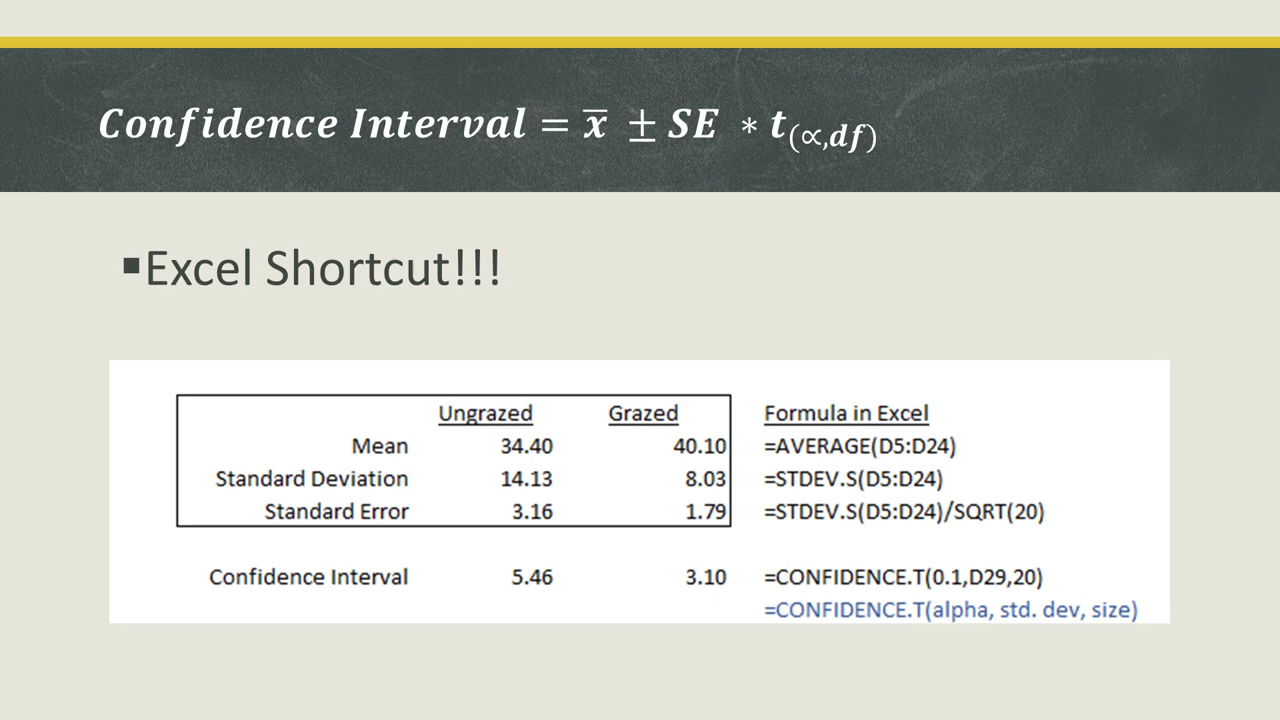 Confidence Interval = x̅ ± SE * t(∝,df)
▪Excel Shortcut!!!
Ungrazed Grazed Formula in Excel
Mean 34.40 40.10 =AVERAGE(D5:D24)
Standard Deviation 14.13 8.03 =STDEV.S(D5:D24)
Standard Error 3.16 1.79 =STDEV.S(D5:D24)/SQRT(20)
Confidence Interval 5.46 3.10 =CONFIDENCE.T(0.1,D29,20)
=CONFIDENCE.T(alpha, std. dev, size)